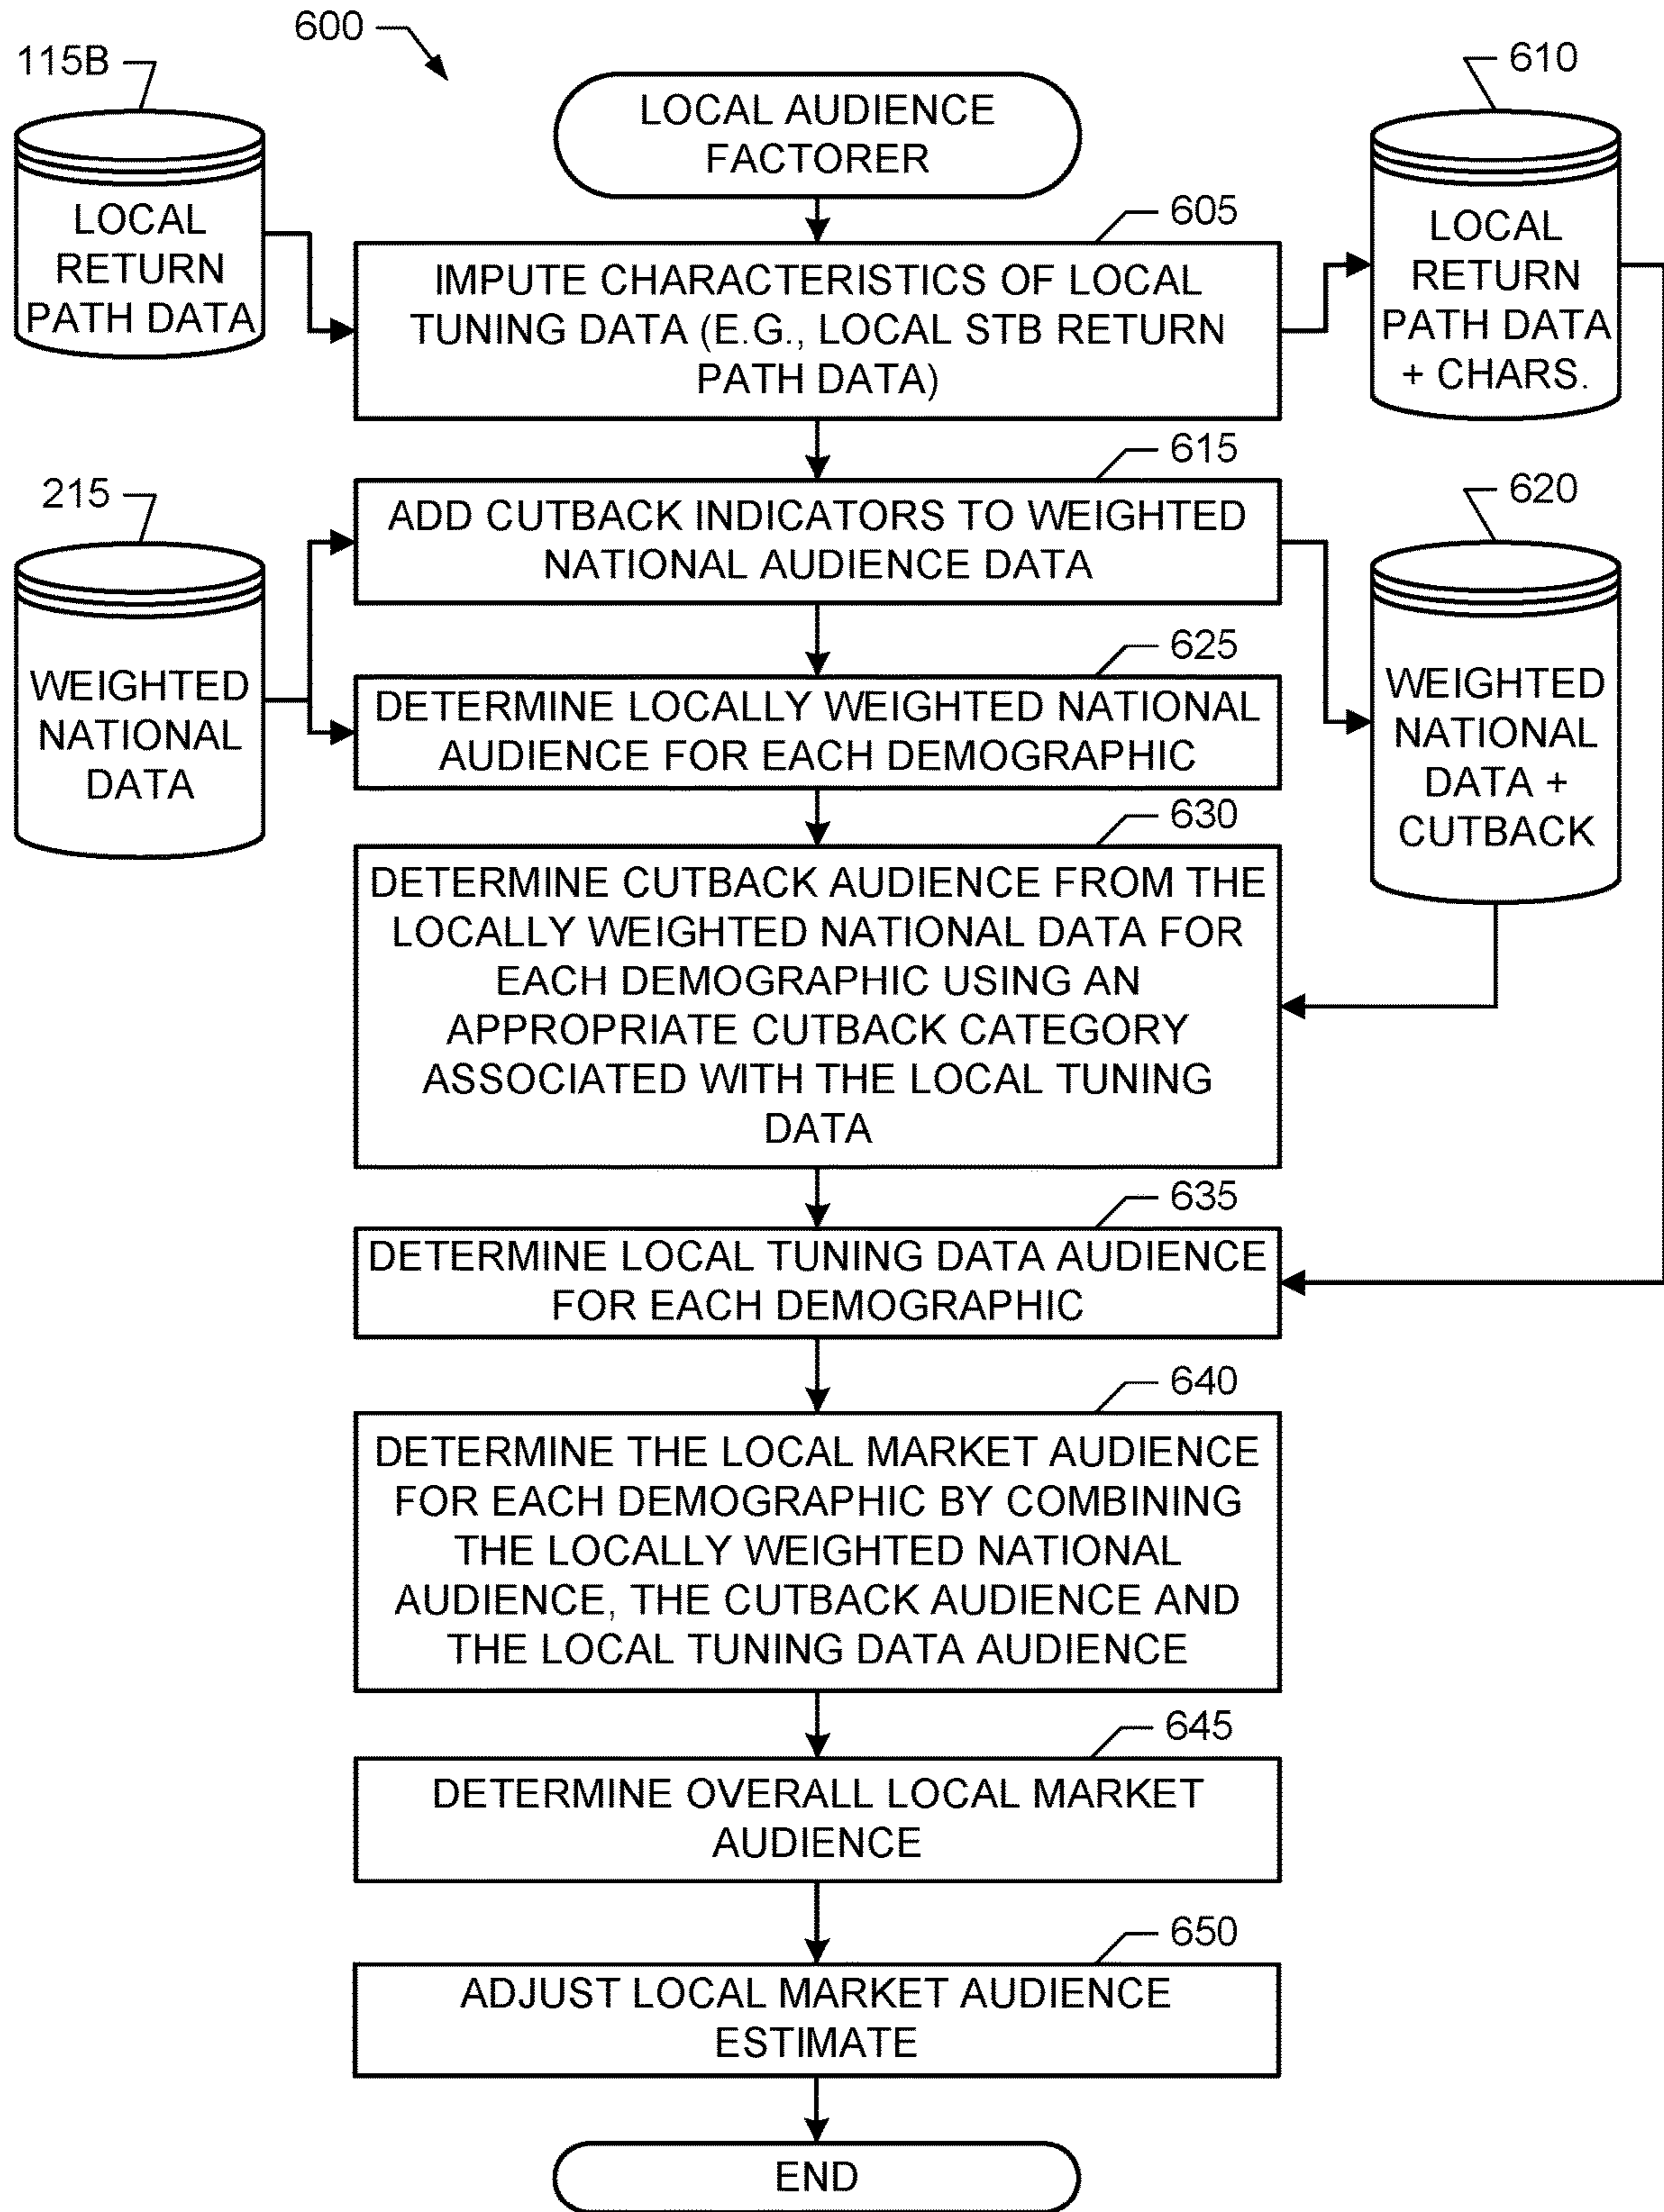 600
115B
LOCAL
RETURN
PATH DATA
LOCAL AUDIENCE
FACTORER
610
LOCAL
RETURN
PATH DATA
+ CHARS.
605
IMPUTE CHARACTERISTICS OF LOCAL
TUNING DATA (E.G., LOCAL STB RETURN
PATH DATA)
615
ADD CUTBACK INDICATORS TO WEIGHTED
NATIONAL AUDIENCE DATA
215
WEIGHTED
NATIONAL
DATA
620
WEIGHTED
NATIONAL
DATA +
CUTBACK
625
DETERMINE LOCALLY WEIGHTED NATIONAL
AUDIENCE FOR EACH DEMOGRAPHIC
630
DETERMINE CUTBACK AUDIENCE FROM THE
LOCALLY WEIGHTED NATIONAL DATA FOR
EACH DEMOGRAPHIC USING AN
APPROPRIATE CUTBACK CATEGORY
ASSOCIATED WITH THE LOCAL TUNING
DATA
635
DETERMINE LOCAL TUNING DATA AUDIENCE
FOR EACH DEMOGRAPHIC
640
DETERMINE THE LOCAL MARKET AUDIENCE
FOR EACH DEMOGRAPHIC BY COMBINING
THE LOCALLY WEIGHTED NATIONAL
AUDIENCE, THE CUTBACK AUDIENCE AND
THE LOCAL TUNING DATA AUDIENCE
645
DETERMINE OVERALL LOCAL MARKET
AUDIENCE
650
ADJUST LOCAL MARKET AUDIENCE
ESTIMATE
END